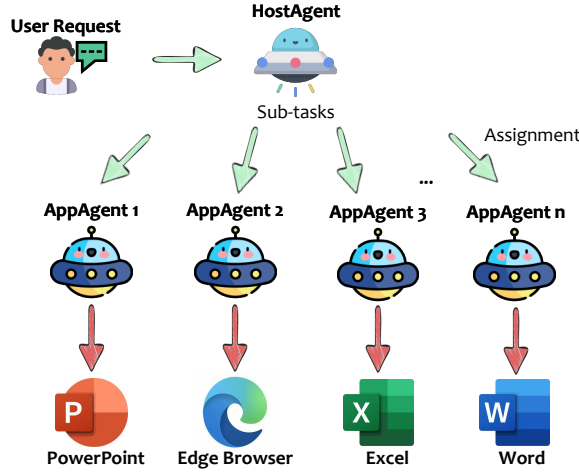 HostAgent
User Request
Sub-tasks
Assignment
...
AppAgent 1
AppAgent 2
AppAgent 3
AppAgent n
P
X
W
PowerPoint
Edge Browser
Excel
Word